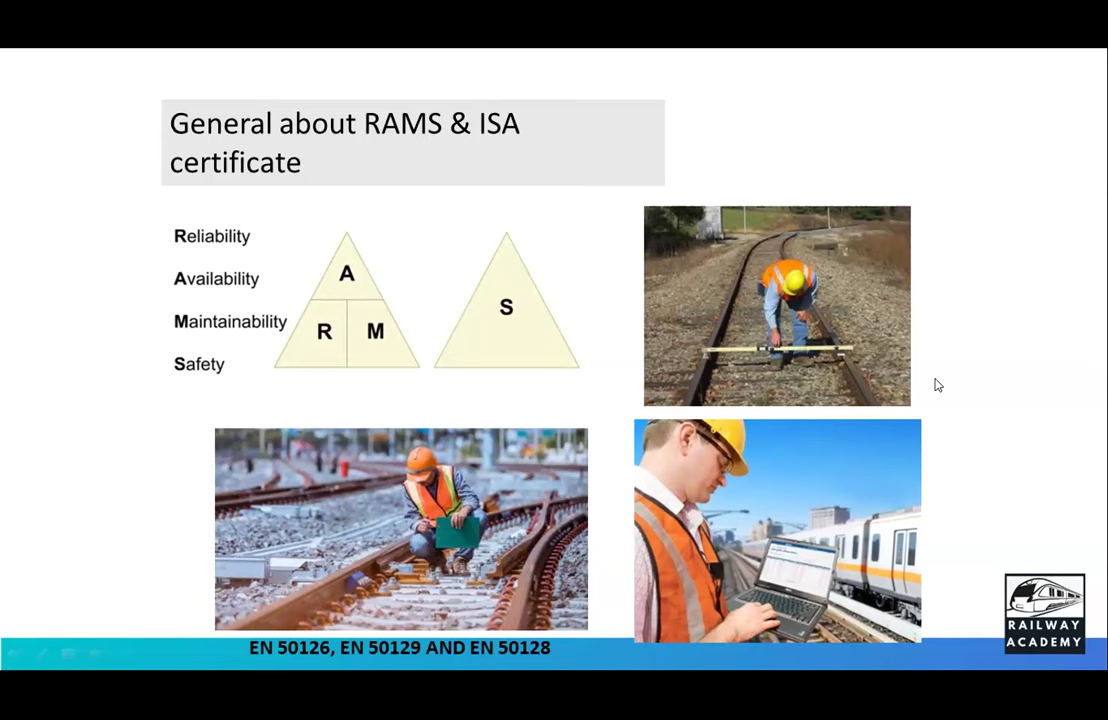 General about RAMS & ISA
certificate
Reliability
Availability
Maintainability
Safety
A
R M
S
EN 50126, EN 50129 AND EN 50128
RAILWAY
ACADEMY